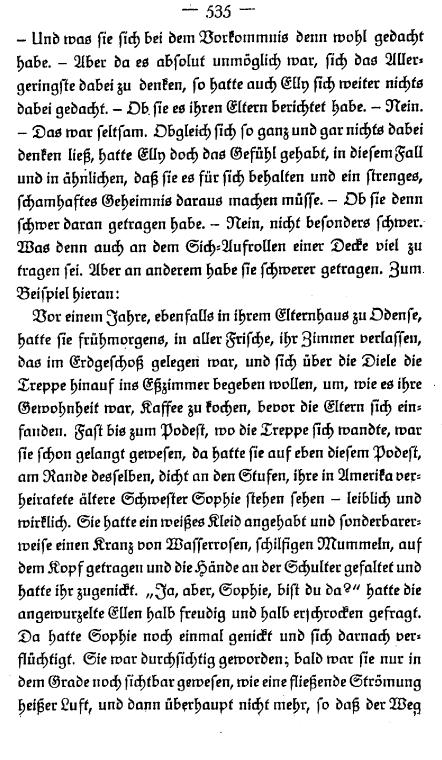 — 535 —
– Und was sie sich bei dem Vorkommnis denn wohl gedacht
habe. – Aber da es absolut unmöglich war, sich das Aller-
geringste dabei zu denken, so hatte auch Elly sich weiter nichts
dabei gedacht. – Ob sie es ihren Eltern berichtet habe. – Nein.
– Das war seltsam. Obgleich sich so ganz und gar nichts dabei
denken ließ, hatte Elly doch das Gefühl gehabt, in diesem Fall
und in ähnlichen, daß sie es für sich behalten und ein strenges,
schamhaftes Geheimnis daraus machen müsse. – Ob sie denn
schwer daran getragen habe. – Nein, nicht besonders schwer.
Was denn auch an dem Sich-Aufrollen einer Decke viel zu
tragen sei. Aber an anderem habe sie schwerer getragen. Zum
Beispiel hieran:
Vor einem Jahre, ebenfalls in ihrem Elternhaus zu Odense,
hatte sie frühmorgens, in aller Frische, ihr Zimmer verlassen,
das im Erdgeschoß gelegen war, und sich über die Diele die
Treppe hinauf ins Eßzimmer begeben wollen, um, wie es ihre
Gewohnheit war, Kaffee zu kochen, bevor die Eltern sich ein-
fanden. Fast bis zum Podest, wo die Treppe sich wandte, war
sie schon gelangt gewesen, da hatte sie auf eben diesem Podest,
am Rande desselben, dicht an den Stufen, ihre in Amerika ver-
heiratete ältere Schwester Sophie stehen sehen – leiblich und
wirklich. Sie hatte ein weißes Kleid angehabt und sonderbarer-
weise einen Kranz von Wasserrosen, schilfigen Mummeln, auf
dem Kopf getragen und die Hände an der Schulter gefaltet und
hatte ihr zugenickt. „Ja, aber, Sophie, bist du da?“ hatte die
angewurzelte Ellen halb freudig und halb erschrocken gefragt.
Da hatte Sophie noch einmal genickt und sich darnach ver-
flüchtigt. Sie war durchsichtig geworden; bald war sie nur in
dem Grade noch sichtbar gewesen, wie eine fließende Strömung
heißer Luft, und dann überhaupt nicht mehr, so daß der Weg